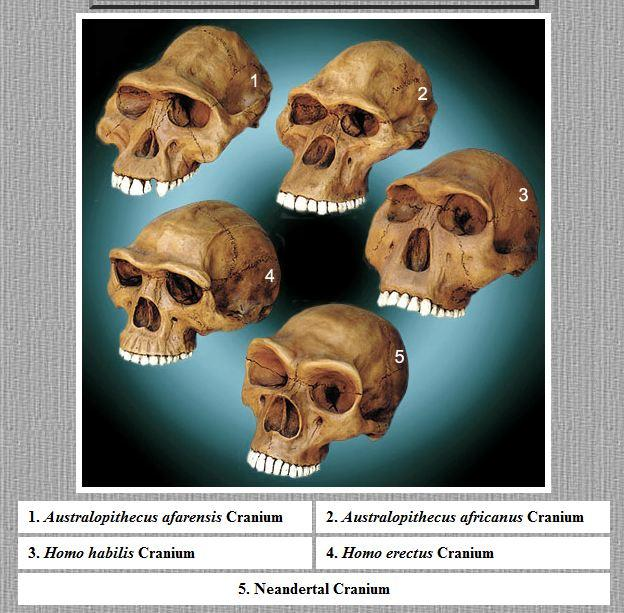 1
2
3
4
5
1. Australopithecus afarensis Cranium
2. Australopithecus africanus Cranium
3. Homo habilis Cranium
4. Homo erectus Cranium
5. Neandertal Cranium